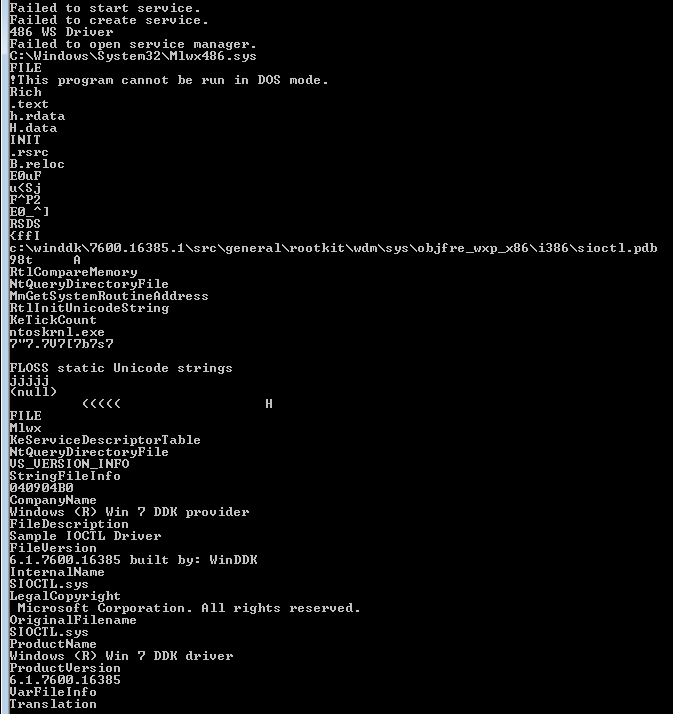 Failed to start service.
Failed to create service.
486 WS Driver
Failed to open service manager.
C:\Windows\System32\Mlwx486.sys
FILE
!This program cannot be run in DOS mode.
Rich
.text
h.rdata
H.data
INIT
.rsrc
B.reloc
E0uF
u<Sj
F^P2
E0_^]
RSDS
{ffI
c:\winddk\7600.16385.1\src\general\rootkit\wdm\sys\objfre_wxp_x86\i386\sioctl.pdb
98t     A
RtlCompareMemory
NtQueryDirectoryFile
MmGetSystemRoutineAddress
RtlInitUnicodeString
KeTickCount
ntoskrnl.exe
7"7.7V7[7b7s7
FLOSS static Unicode strings
jjjjj
(null)
(((((                  H
FILE
Mlwx
KeServiceDescriptorTable
NtQueryDirectoryFile
VS_VERSION_INFO
StringFileInfo
040904B0
CompanyName
Windows (R) Win 7 DDK provider
FileDescription
Sample IOCTL Driver
FileVersion
6.1.7600.16385 built by: WinDDK
InternalName
SIOCTL.sys
LegalCopyright
Microsoft Corporation. All rights reserved.
OriginalFilename
SIOCTL.sys
ProductName
Windows (R) Win 7 DDK driver
ProductVersion
6.1.7600.16385
VarFileInfo
Translation